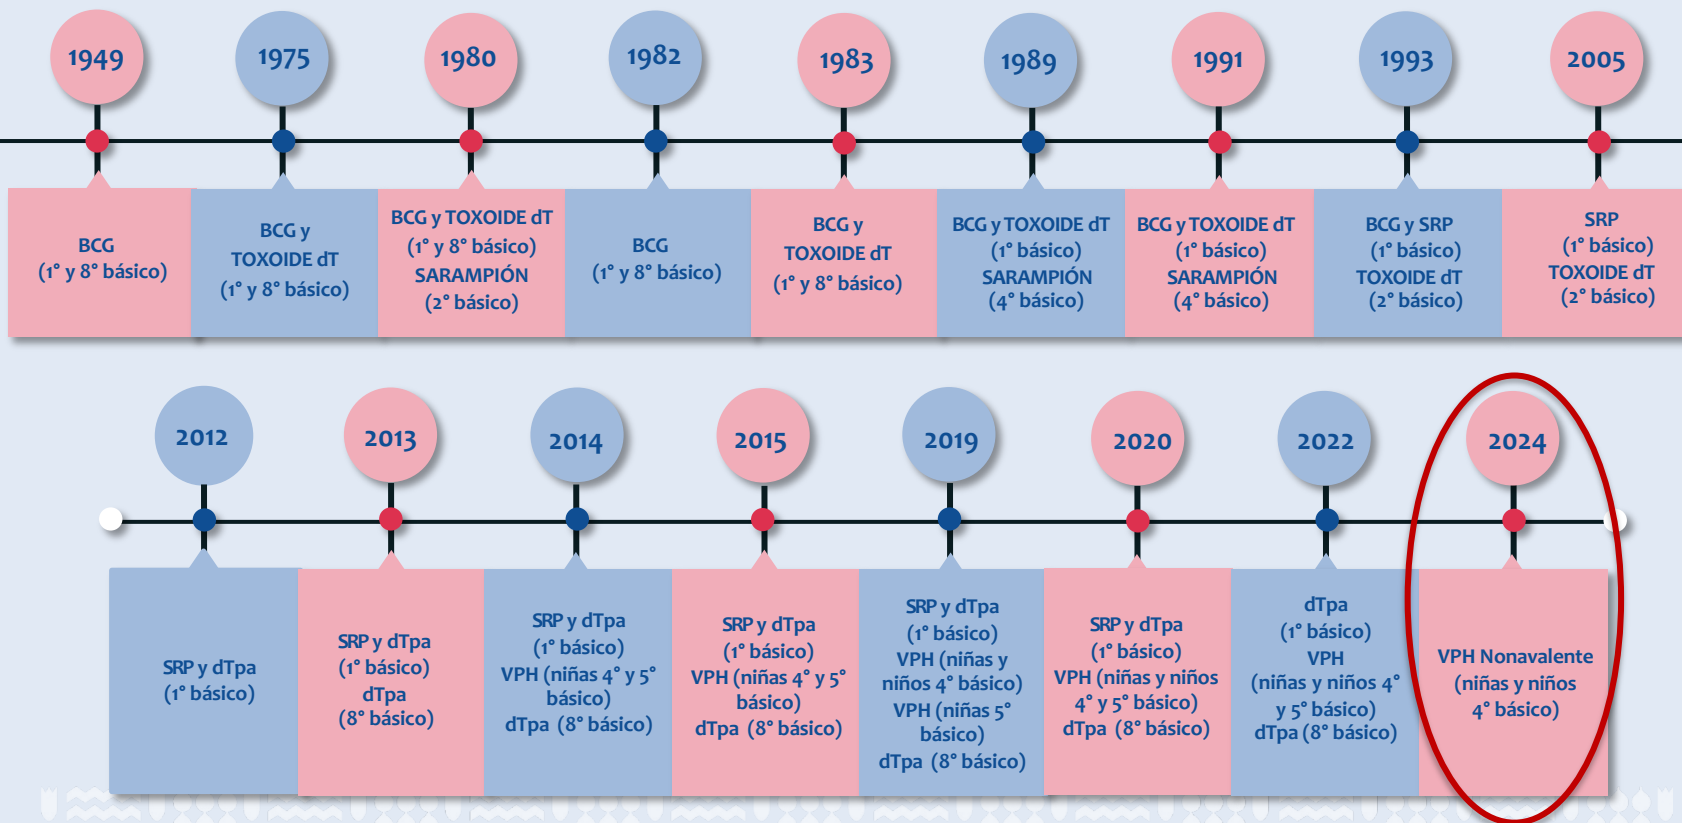 1949
1975
1980
1982
1983
1989
1991
1993
2005
BCG
(1° y 8° básico)
BCG y
TOXOIDE dT
(1° y 8° básico)
BCG y TOXOIDE dT
(1° y 8° básico)
SARAMPIÓN
(2° básico)
BCG
(1° y 8° básico)
BCG y
TOXOIDE dT
(1° y 8° básico)
BCG y TOXOIDE dT
(1° básico)
SARAMPIÓN
(4° básico)
BCG y TOXOIDE dT
(1° básico)
SARAMPIÓN
(4° básico)
BCG y SRP
(1° básico)
TOXOIDE dT
(2° básico)
SRP
(1° básico)
TOXOIDE dT
(2° básico)
2012
2013
2014
2015
2019
2020
2022
2024
SRP y dTpa
(1° básico)
SRP y dTpa
(1° básico)
dTpa
(8° básico)
SRP y dTpa
(1° básico)
VPH (niñas 4° y 5°
básico)
dTpa (8° básico)
SRP y dTpa
(1° básico)
VPH (niñas 4° y 5°
básico)
dTpa (8° básico)
SRP y dTpa
(1° básico)
VPH (niñas y
niños 4° básico)
VPH (niñas 5°
básico)
dTpa (8° básico)
SRP y dTpa
(1° básico)
VPH (niñas y niños
4° y 5° básico)
dTpa (8° básico)
dTpa
(1° básico)
VPH
(niñas y niños 4°
y 5° básico)
dTpa (8° básico)
VPH Nonavalente
(niñas y niños
4° básico)